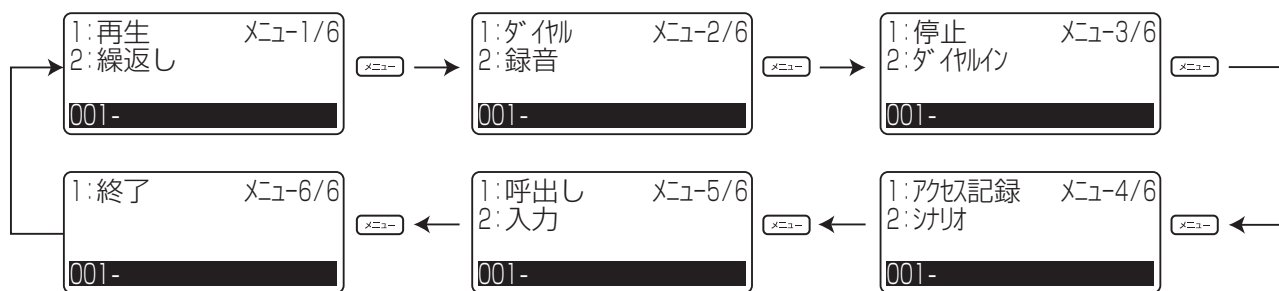 1:再生 ﾒﾆｭｰ1/6
2:繰返し
001-
メニュー
1:ﾀﾞｲﾔﾙ ﾒﾆｭｰ2/6
2:録音
001-
メニュー
1:停止 ﾒﾆｭｰ3/6
2:ﾀﾞｲﾔﾙｲﾝ
001-
メニュー
1:ｱｸｾｽ記録 ﾒﾆｭｰ4/6
2:ｼﾅﾘｵ
001-
メニュー
1:呼出し ﾒﾆｭｰ5/6
2:入力
001-
メニュー
1:終了 ﾒﾆｭｰ6/6
001-
メニュー